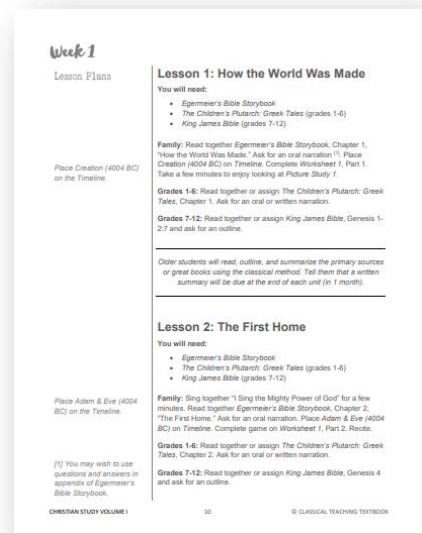 Week 1
Lesson Plans
Place Creation (4004 BC)
on the Timeline.
Place Adam & Eve (4004
BC) on the Timeline.
[1] You may wish to use
questions and answers in
appendix of Egermeier's
Bible Storybook.
Lesson 1: How the World Was Made
You will need:
• Egermeier's Bible Storybook
• The Children's Plutarch: Greek Tales (grades 1-6)
• King James Bible (grades 7-12)
Family: Read together Egermeier's Bible Storybook, Chapter 1,
"How the World Was Made." Ask for an oral narration [1]. Place
Creation (4004 BC) on Timeline. Complete Worksheet 1, Part 1.
Take a few minutes to enjoy looking at Picture Study 1.
Grades 1-6: Read together or assign The Children's Plutarch: Greek
Tales, Chapter 1. Ask for an oral or written narration.
Grades 7-12: Read together or assign King James Bible, Genesis 1-
2:7 and ask for an outline.
Older students will read, outline, and summarize the primary sources
or great books using the classical method. Tell them that a written
summary will be due at the end of each unit (in 1 month).
Lesson 2: The First Home
You will need:
• Egermeier's Bible Storybook
• The Children's Plutarch: Greek Tales (grades 1-6)
• King James Bible (grades 7-12)
Family: Sing together "I Sing the Mighty Power of God" for a few
minutes. Read together Egermeier's Bible Storybook, Chapter 2,
"The First Home." Ask for an oral narration. Place Adam & Eve (4004
BC) on Timeline. Complete game on Worksheet 1, Part 2. Recite.
Grades 1-6: Read together or assign The Children's Plutarch: Greek
Tales, Chapter 2. Ask for an oral or written narration.
Grades 7-12: Read together or assign King James Bible, Genesis 4
and ask for an outline.
CHRISTIAN STUDY VOLUME I
10
© CLASSICAL TEACHING TEXTBOOK